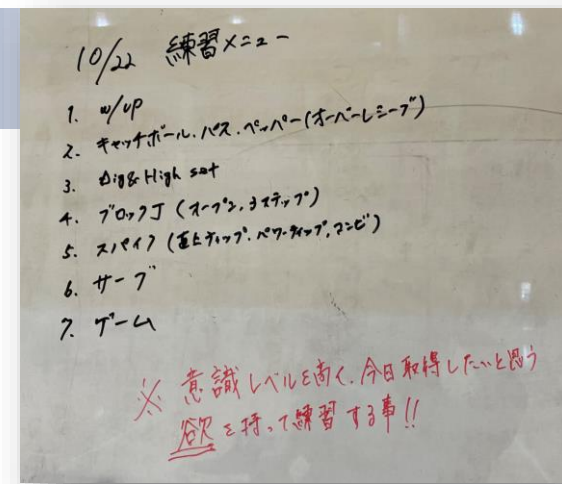 10/22 練習メニュー
1. w/up
2. キャッチボール、パス、ペッパー(オーバーレシーブ)
3. Dig & High set
4. ブロックJ (オープン, 3ステップ)
5. スパイク (真上チップ、パワーティップ, コンビ)
6. サーブ
7. ゲーム
※ 意識レベルを高く、今日取得したいと思う
欲を持って練習する事!!